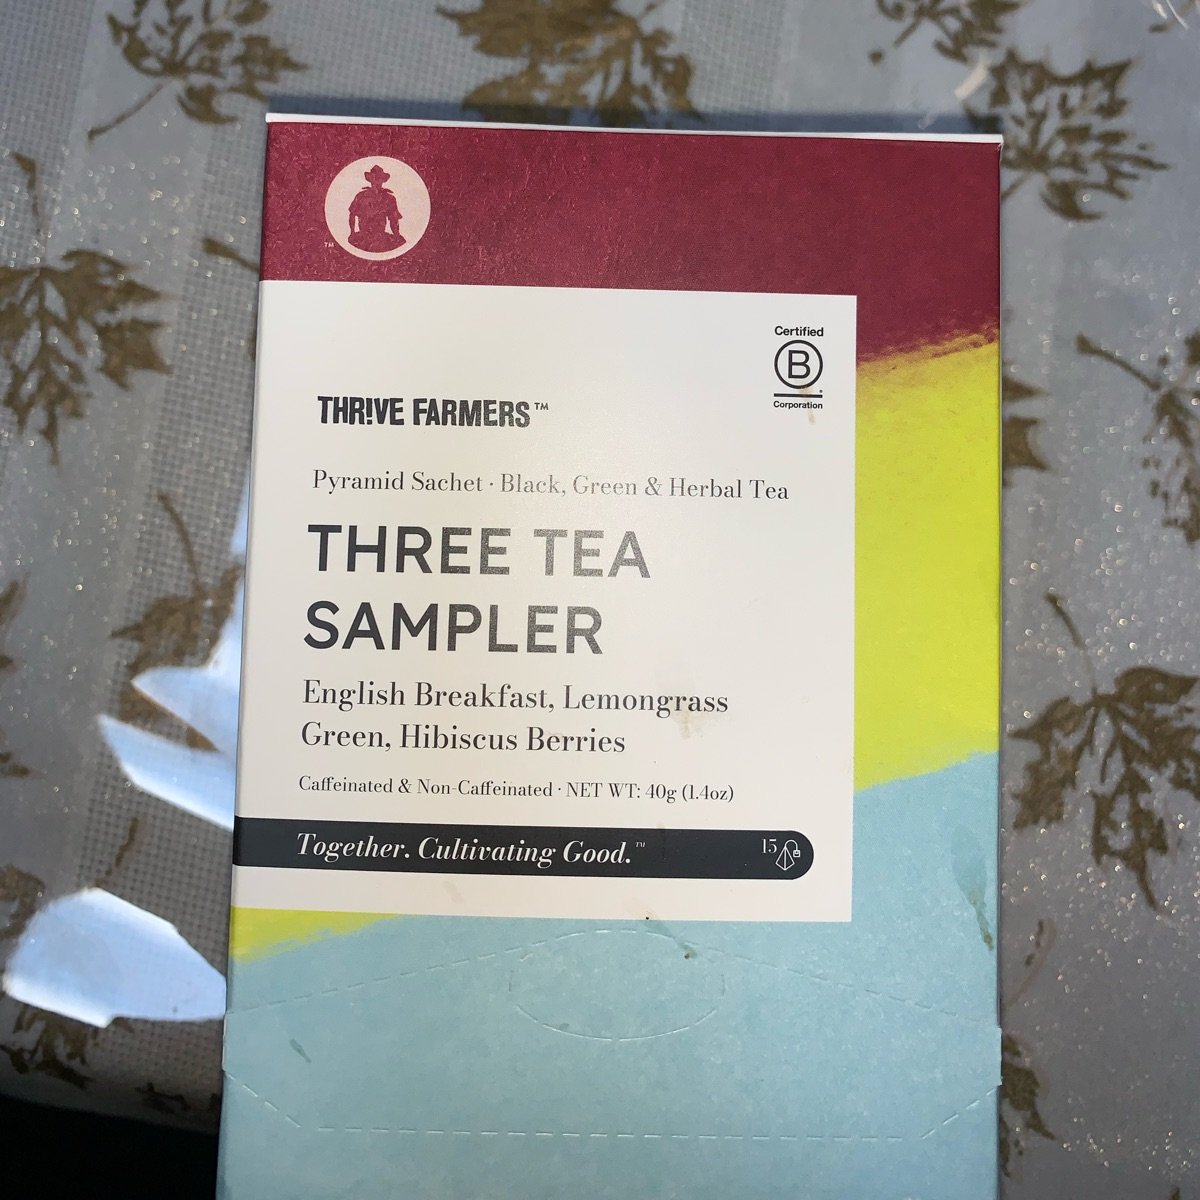 TM
Certified
B
Corporation
THR!VE FARMERS™
Pyramid Sachet · Black, Green & Herbal Tea
THREE TEA
SAMPLER
English Breakfast, Lemongrass
Green, Hibiscus Berries
Caffeinated & Non-Caffeinated · NET WT: 40g (1.4oz)
Together. Cultivating Good.™
15